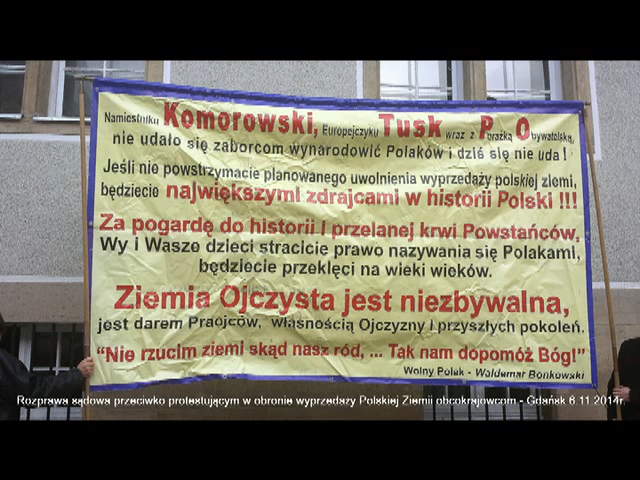 Namiestniku Komorowski, Europejczyku Tusk wraz z Porażką Obywatelską,
nie udało się zaborcom wynarodowić Polaków i dziś się nie uda!
Jeśli nie powstrzymacie planowanego uwolnienia wyprzedaży polskiej ziemi,
będziecie największymi zdrajcami w historii Polski !!!
Za pogardę do historii i przelanej krwi Powstańców,
Wy i Wasze dzieci stracicie prawo nazywania się Polakami,
będziecie przeklęci na wieki wieków.
Ziemia Ojczysta jest niezbywalna,
jest darem Praojców, własnością Ojczyzny i przyszłych pokoleń.
“Nie rzucim ziemi skąd nasz ród, ... Tak nam dopomóż Bóg!”
Wolny Polak - Waldemar Bonkowski
Rozprawa sądowa przeciwko protestującym w obronie wyprzedaży Polskiej Ziemii obcokrajowcom - Gdańsk 6.11.2014r.